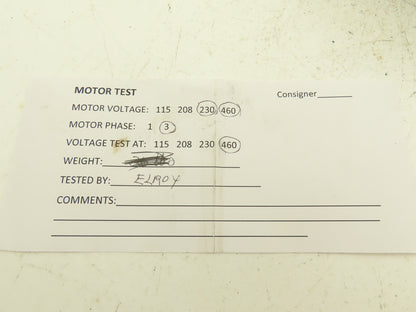 MOTOR TEST Consigner
MOTOR VOLTAGE: 115 208 230 460
MOTOR PHASE: 1 3
VOLTAGE TEST AT: 115 208 230 460
WEIGHT:
TESTED BY: ELROY
COMMENTS: